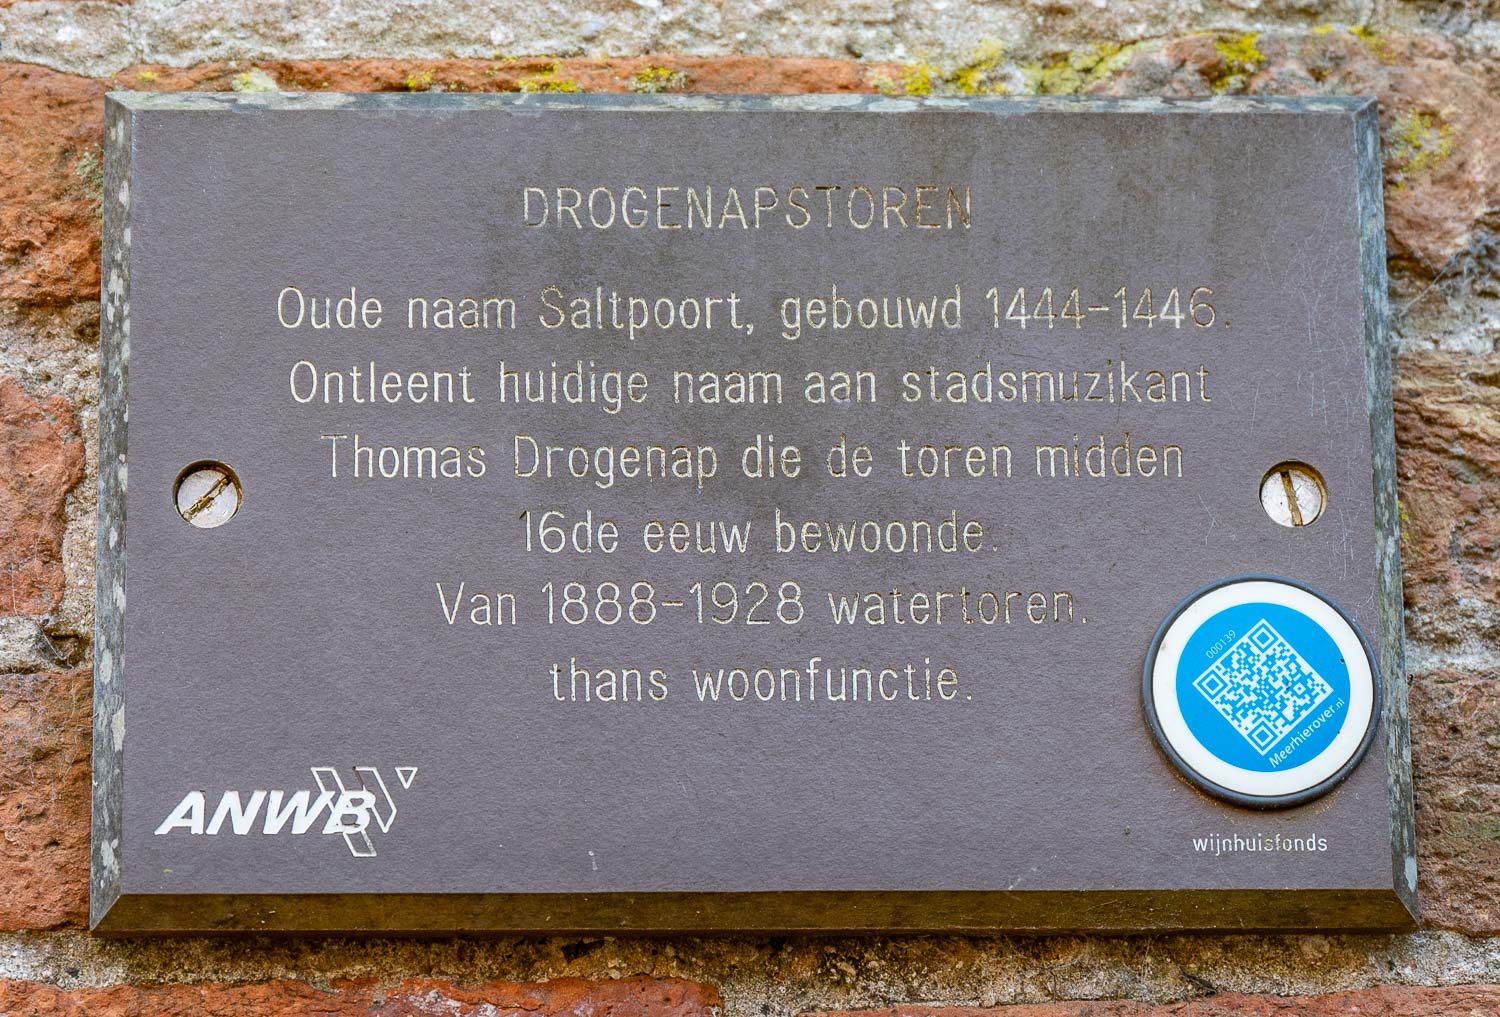 DROGENAPSTOREN
Oude naam Saltpoort, gebouwd 1444-1446.
Ontleent huidige naam aan stadsmuzikant
Thomas Drogenap die de toren midden
16de eeuw bewoonde.
Van 1888-1928 watertoren.
thans woonfunctie.
000139
Meerhierover.nl
ANWB
wijnhuisfonds